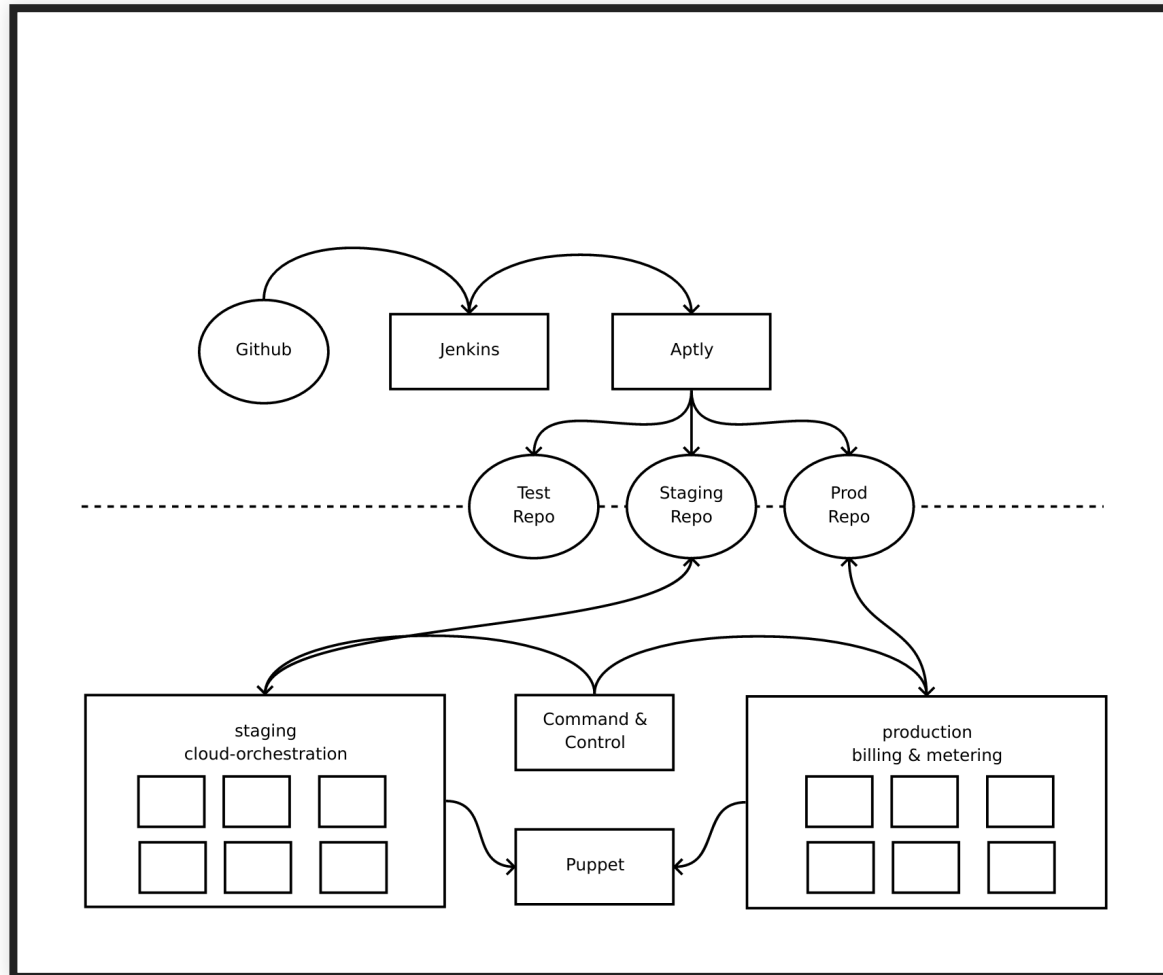 Github
Jenkins
Aptly
Test
Repo
Staging
Repo
Prod
Repo
staging
cloud-orchestration
Command &
Control
production
billing & metering
Puppet